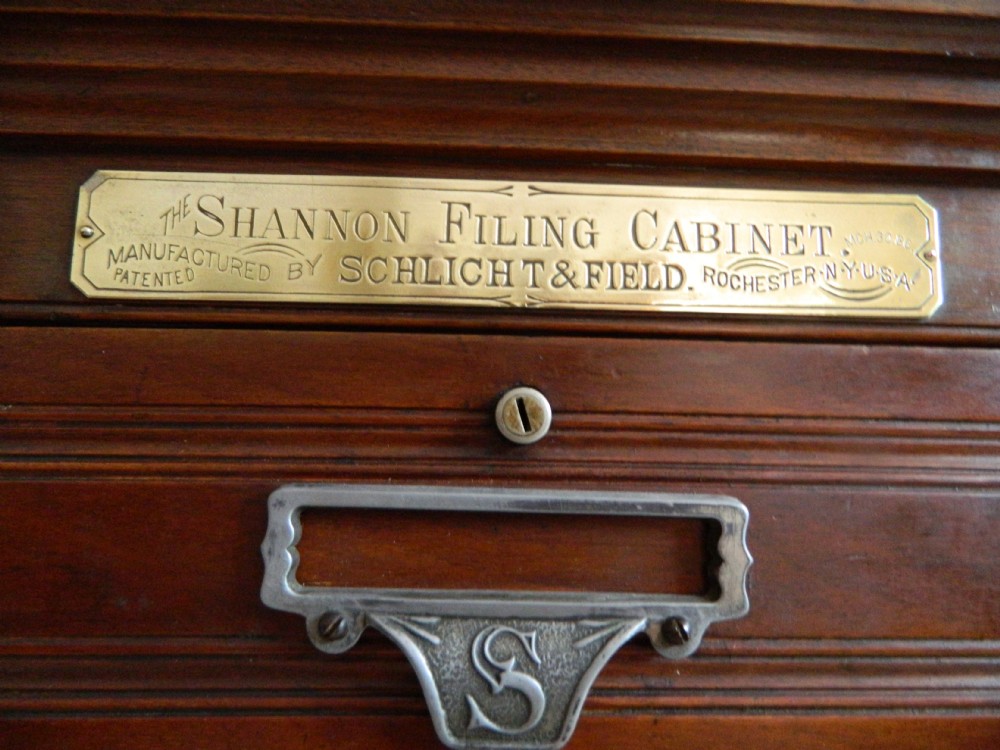 THE SHANNON FILING CABINET
PATENTED MANUFACTURED BY SCHLICHT & FIELD. ROCHESTER·N·Y·U·S·A·
S